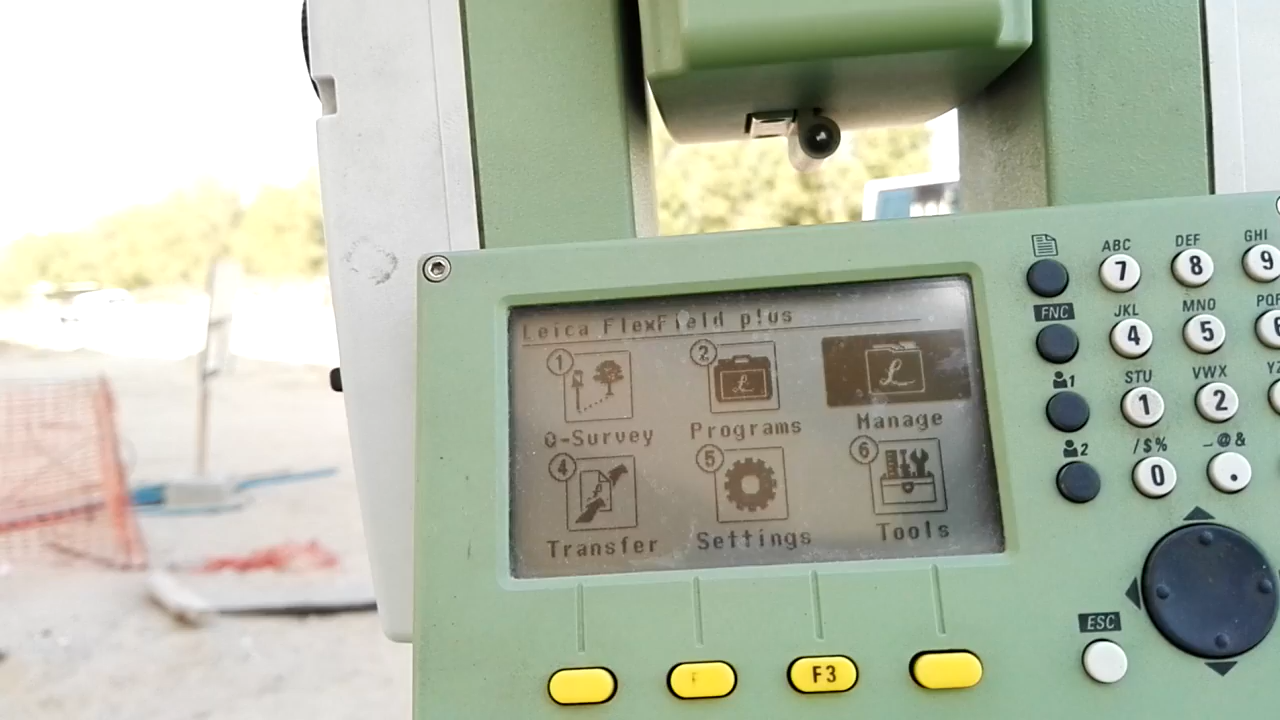 Leica FlexField plus
1 2
Q-Survey Programs Manage
4 5 6
Transfer Settings Tools
ABC DEF GHI
7 8 9
FNC JKL MNO
4 5 6
1 STU VWX
1 2
2 /$% _@&
0 .
ESC
F3